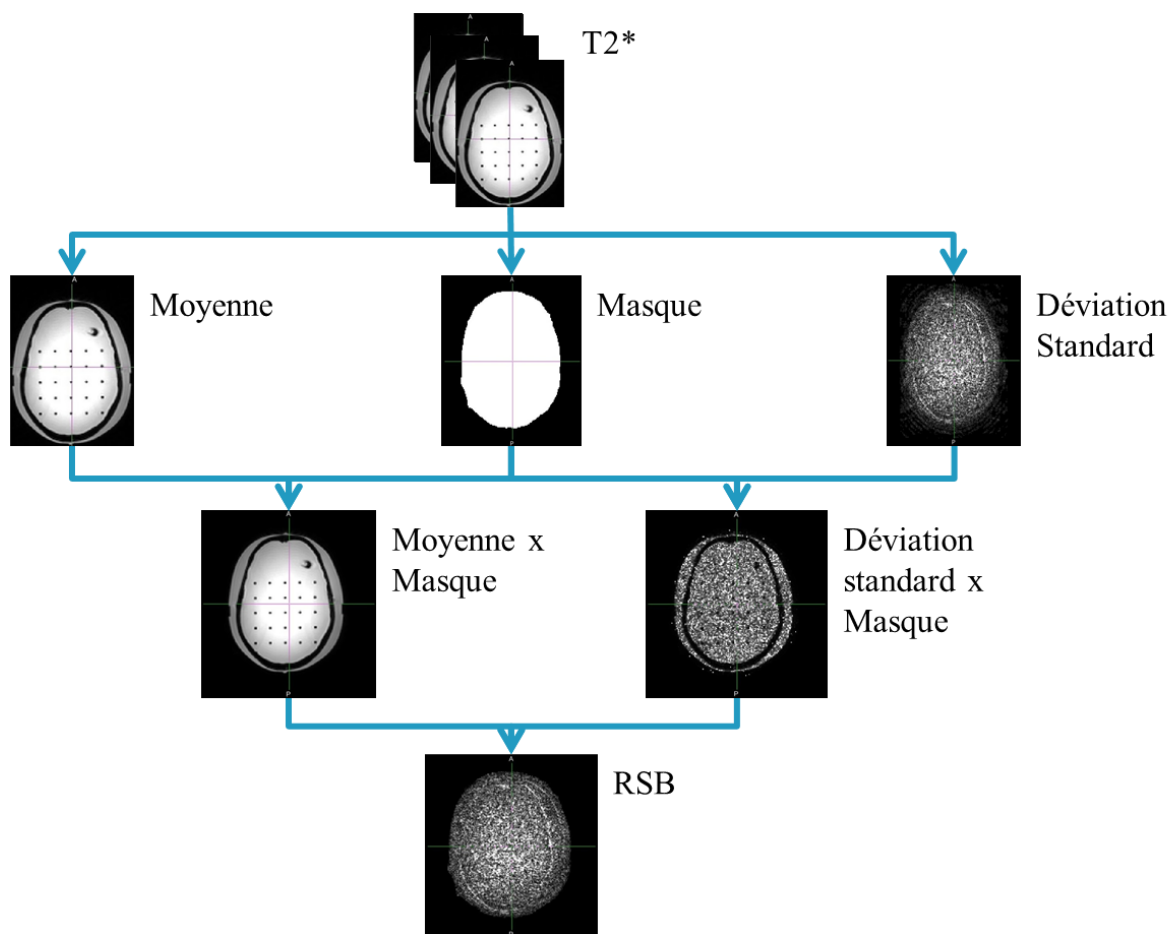 T2*
A
A
A
Moyenne
A
Masque
P
A
Déviation
Standard
P
A
Moyenne x
Masque
P
A
Déviation
standard x
Masque
P
A
RSB